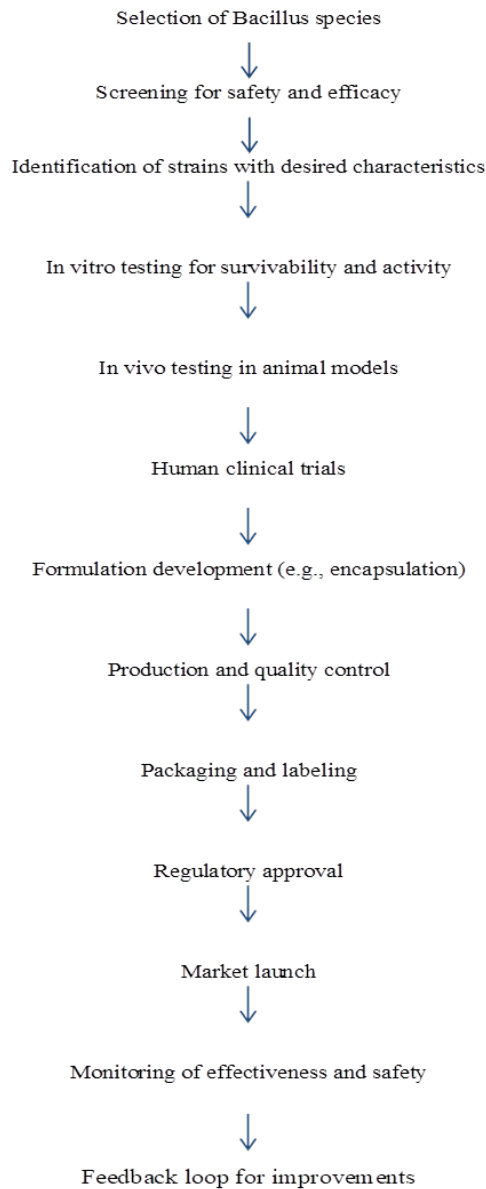 Selection of Bacillus species
Screening for safety and efficacy
Identification of strains with desired characteristics
In vitro testing for survivability and activity
In vivo testing in animal models
Human clinical trials
Formulation development (e.g., encapsulation)
Production and quality control
Packaging and labeling
Regulatory approval
Market launch
Monitoring of effectiveness and safety
Feedback loop for improvements